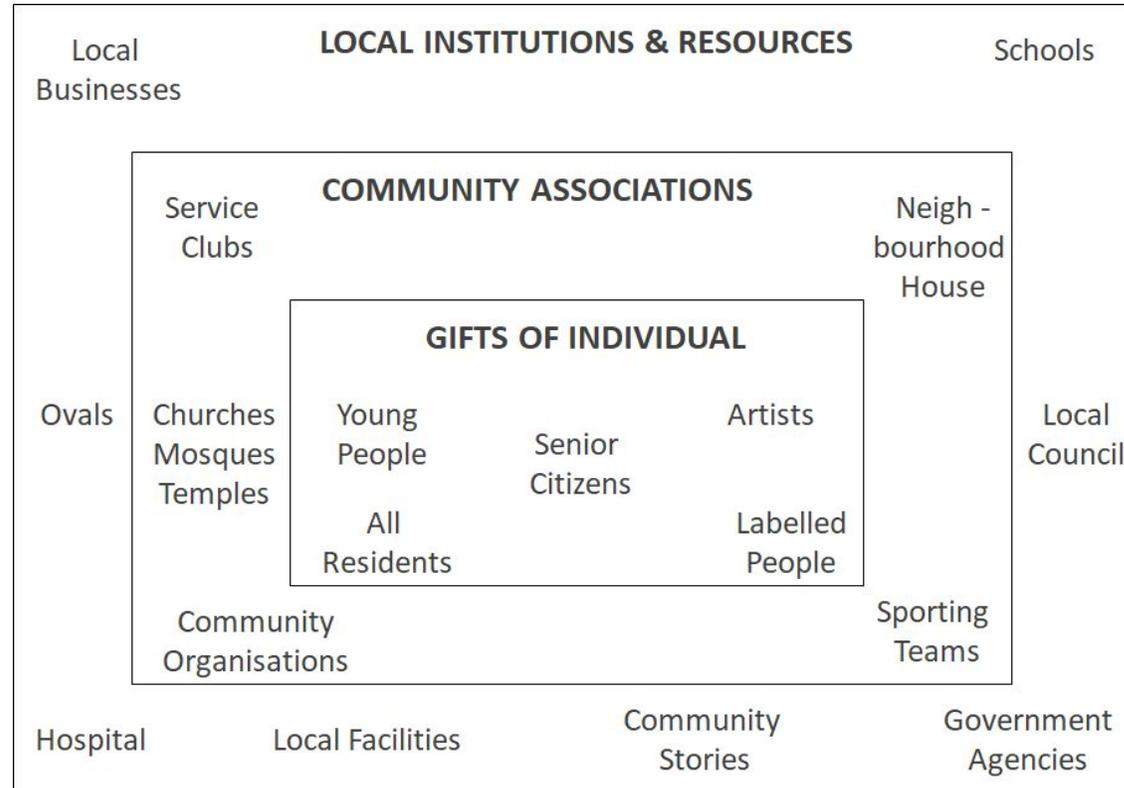 Local
Businesses
LOCAL INSTITUTIONS & RESOURCES
Schools
COMMUNITY ASSOCIATIONS
Service
Clubs
Neigh -
bourhood
House
GIFTS OF INDIVIDUAL
Ovals
Churches
Mosques
Temples
Young
People
Senior
Citizens
Artists
Local
Council
All
Residents
Labelled
People
Community
Organisations
Sporting
Teams
Hospital
Local Facilities
Community
Stories
Government
Agencies